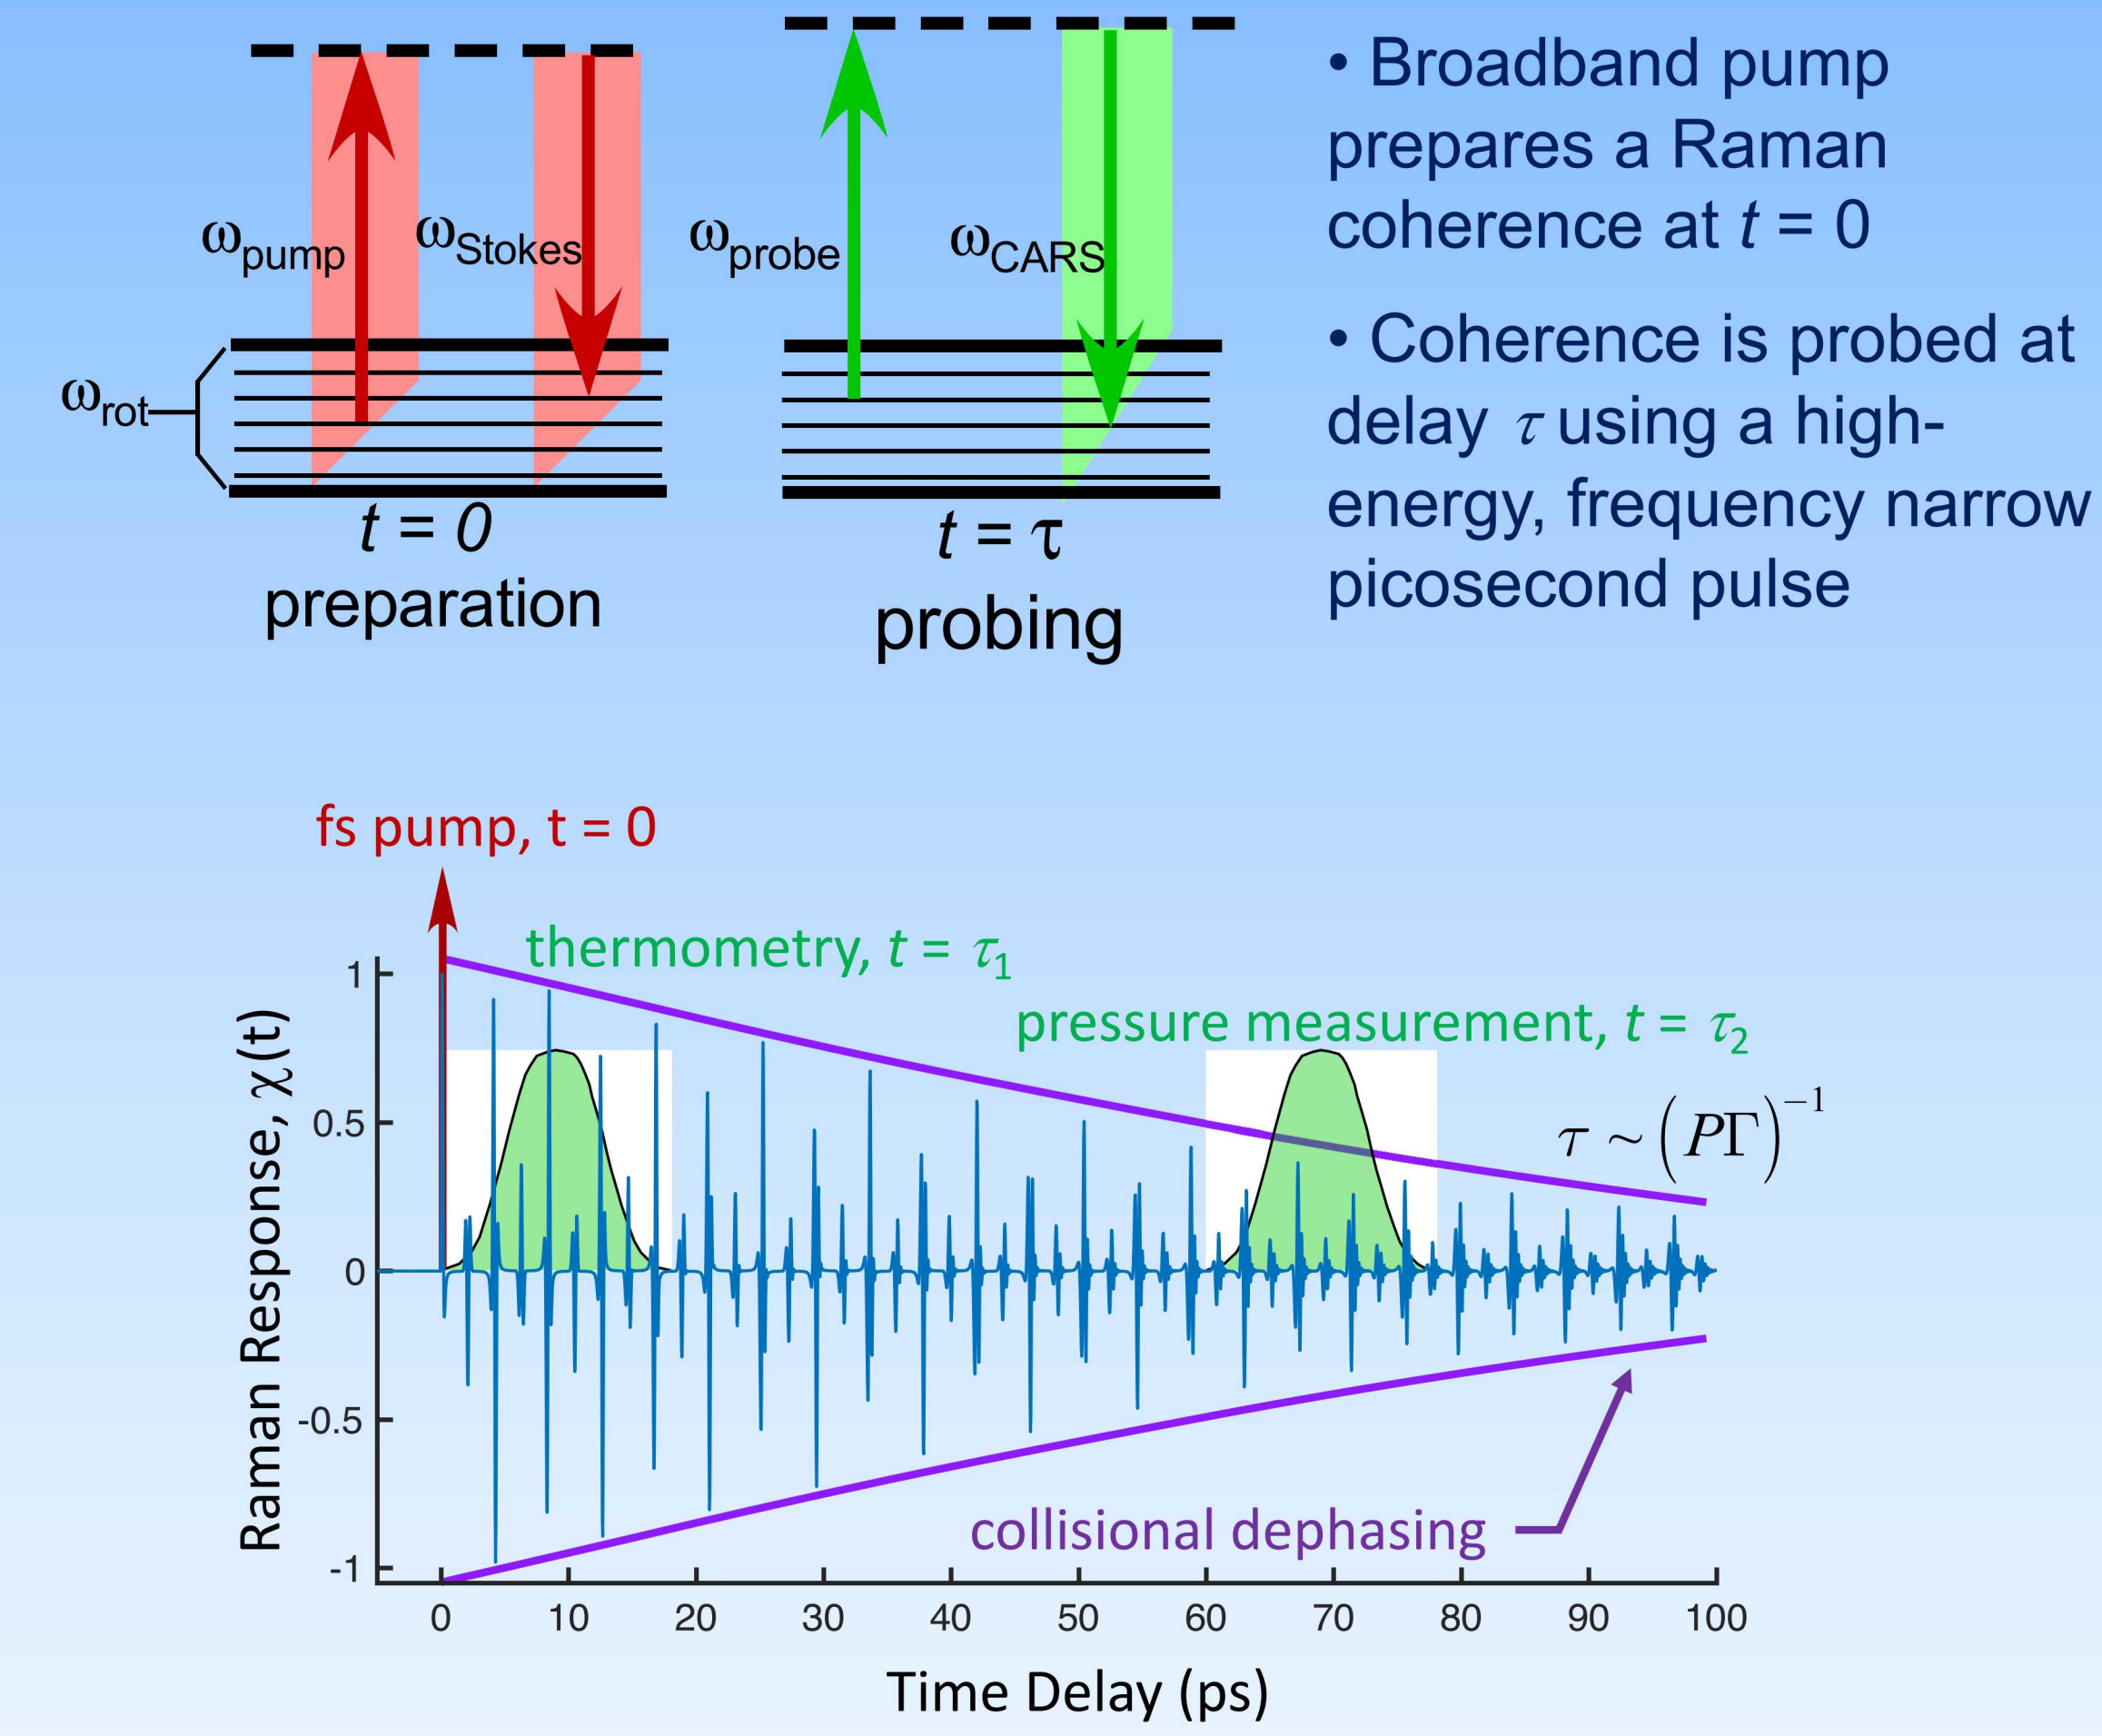 ωpump
ωStokes
ωprobe
ωCARS
ωrot
t = 0
preparation
t = τ
probing
• Broadband pump
prepares a Raman
coherence at t = 0
• Coherence is probed at
delay τ using a high-
energy, frequency narrow
picosecond pulse
fs pump, t = 0
thermometry, t = τ1
pressure measurement, t = τ2
τ ~ (PΓ)⁻¹
collisional dephasing
Raman Response, χ(t)
1
0.5
0
-0.5
-1
0 10 20 30 40 50 60 70 80 90 100
Time Delay (ps)